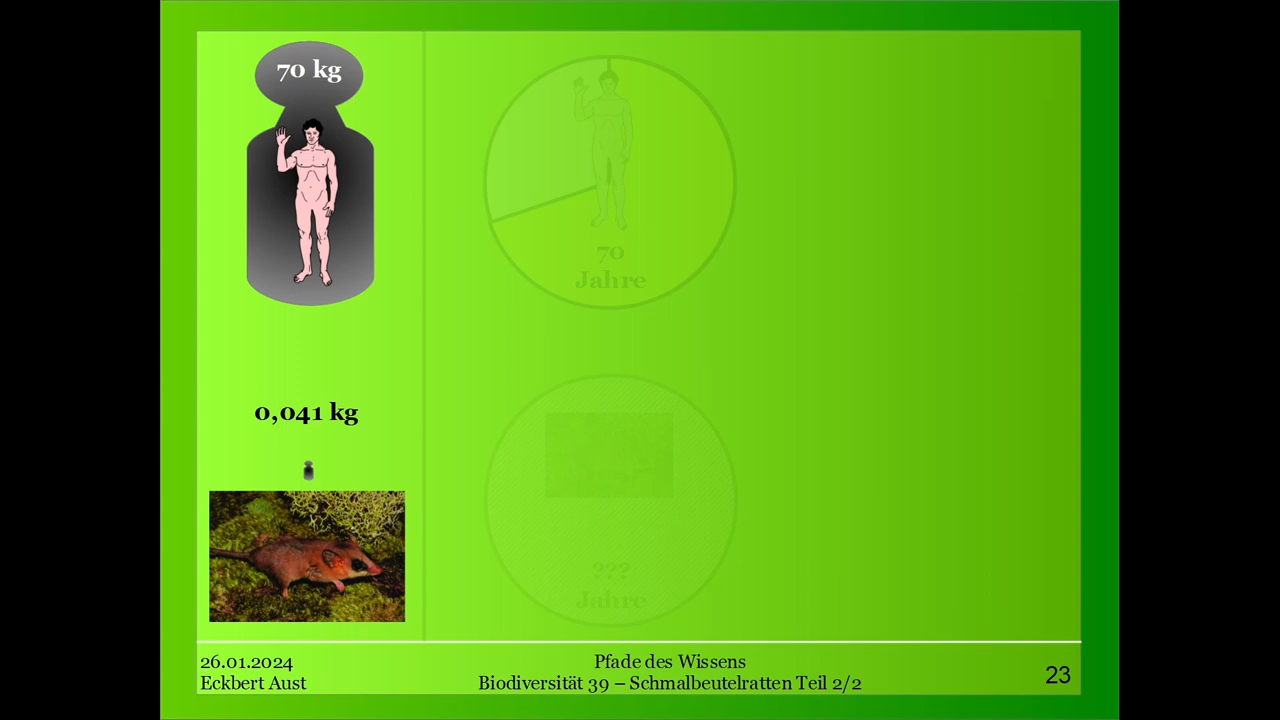 70 kg
70
Jahre
0,041 kg
???
Jahre
26.01.2024
Eckbert Aust
Pfade des Wissens
Biodiversität 39 – Schmalbeutelratten Teil 2/2
23